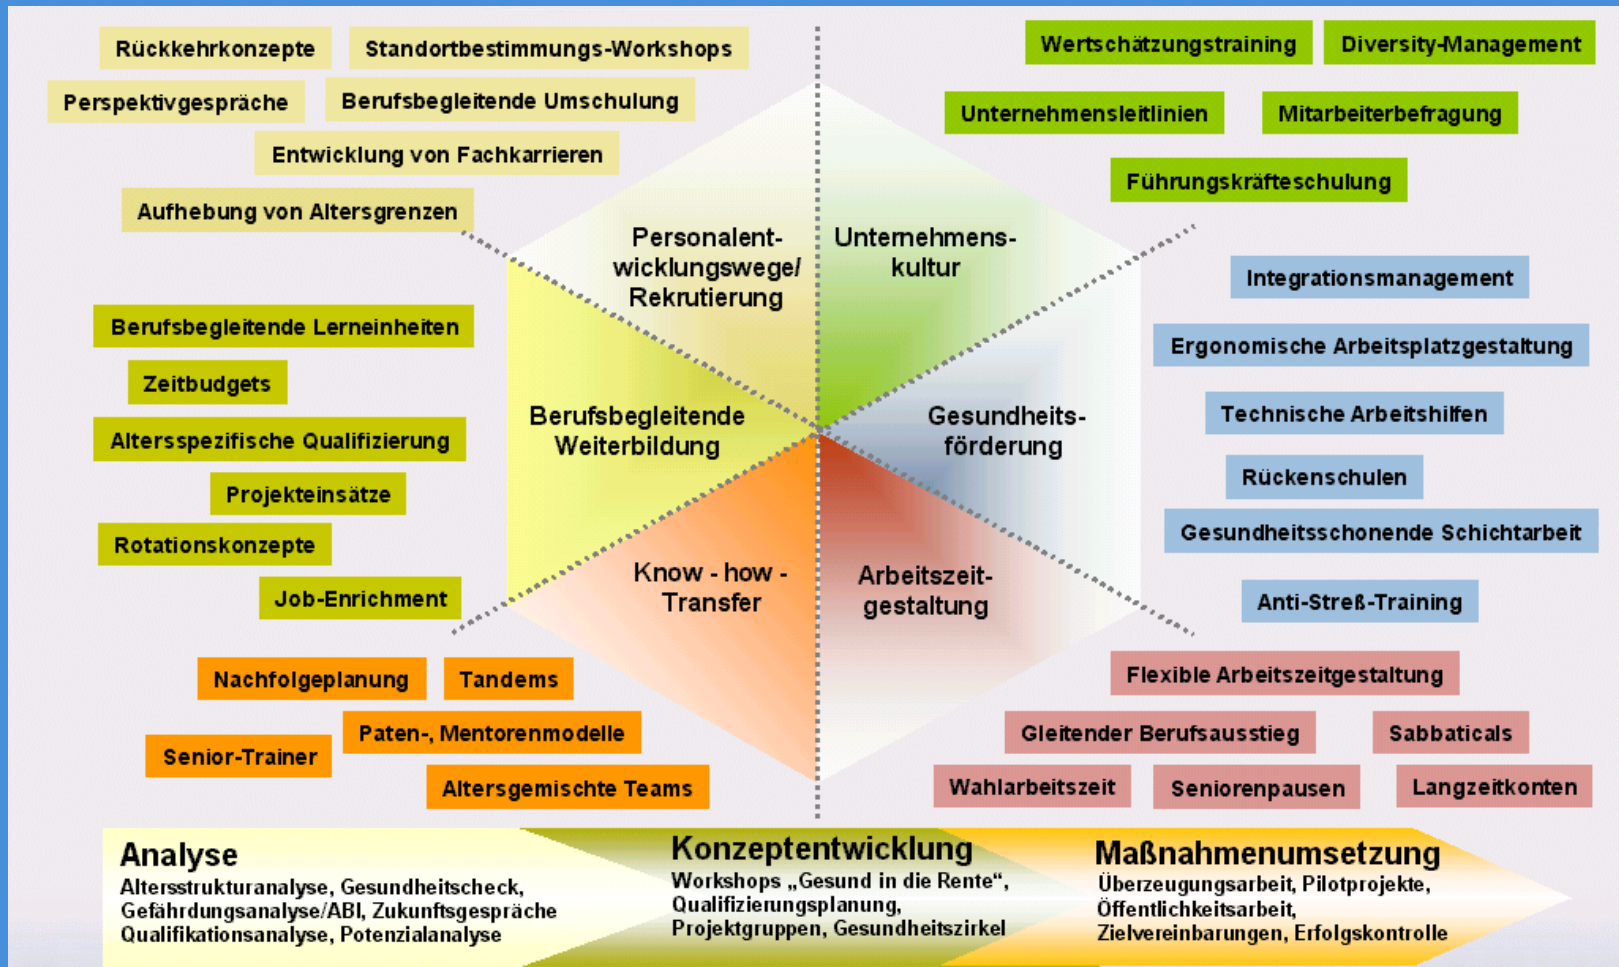 Rückkehrkonzepte
Standortbestimmungs-Workshops
Perspektivgespräche
Berufsbegleitende Umschulung
Entwicklung von Fachkarrieren
Aufhebung von Altersgrenzen
Wertschätzungstraining
Diversity-Management
Unternehmensleitlinien
Mitarbeiterbefragung
Führungskräfteschulung
Personalent-
wicklungswege/
Rekrutierung
Unternehmens-
kultur
Berufsbegleitende Lerneinheiten
Zeitbudgets
Altersspezifische Qualifizierung
Projekteinsätze
Rotationskonzepte
Job-Enrichment
Berufsbegleitende
Weiterbildung
Gesundheits-
förderung
Integrationsmanagement
Ergonomische Arbeitsplatzgestaltung
Technische Arbeitshilfen
Rückenschulen
Gesundheitsschonende Schichtarbeit
Anti-Streß-Training
Know - how -
Transfer
Arbeitszeit-
gestaltung
Nachfolgeplanung
Tandems
Paten-, Mentorenmodelle
Senior-Trainer
Altersgemischte Teams
Flexible Arbeitszeitgestaltung
Gleitender Berufsausstieg
Sabbaticals
Wahlarbeitszeit
Seniorenpausen
Langzeitkonten
Analyse
Altersstrukturanalyse, Gesundheitscheck,
Gefährdungsanalyse/ABI, Zukunftsgespräche
Qualifikationsanalyse, Potenzialanalyse
Konzeptentwicklung
Workshops „Gesund in die Rente“,
Qualifizierungsplanung,
Projektgruppen, Gesundheitszirkel
Maßnahmenumsetzung
Überzeugungsarbeit, Pilotprojekte,
Öffentlichkeitsarbeit,
Zielvereinbarungen, Erfolgskontrolle